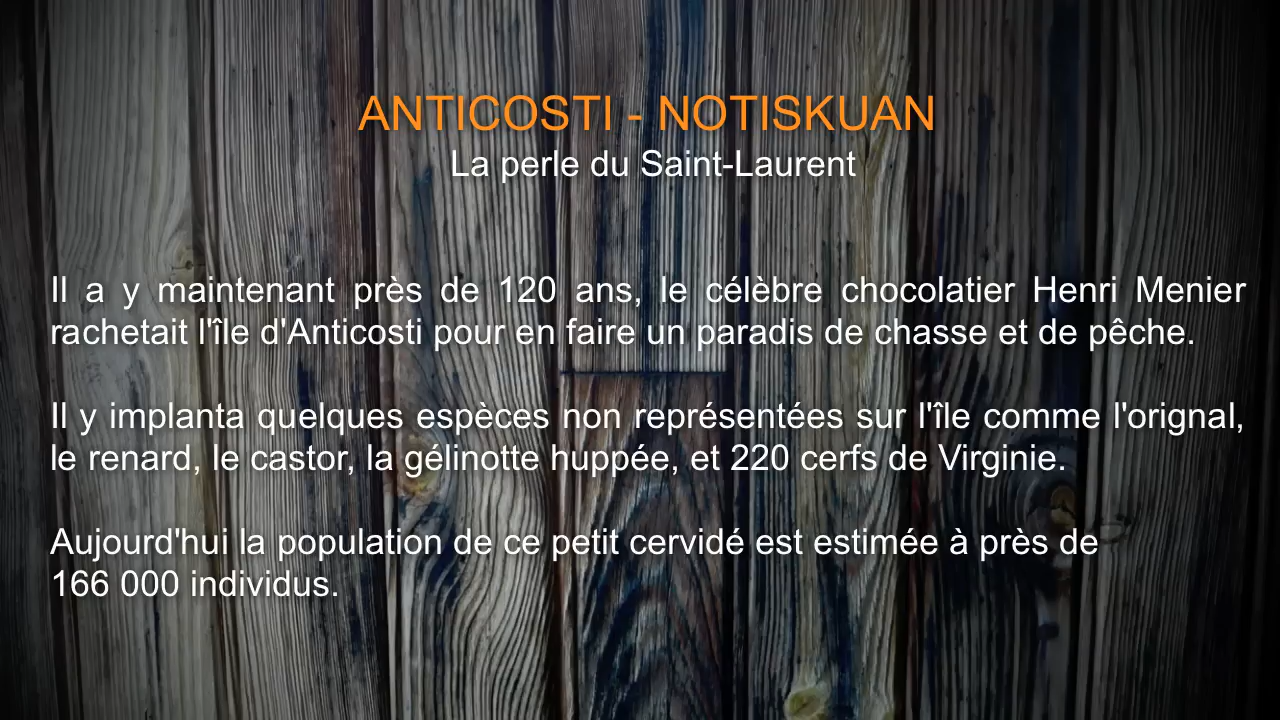 ANTICOSTI - NOTISKUAN
La perle du Saint-Laurent
Il a y maintenant près de 120 ans, le célèbre chocolatier Henri Menier
rachetait l'île d'Anticosti pour en faire un paradis de chasse et de pêche.
Il y implanta quelques espèces non représentées sur l'île comme l'orignal,
le renard, le castor, la gélinotte huppée, et 220 cerfs de Virginie.
Aujourd'hui la population de ce petit cervidé est estimée à près de
166 000 individus.